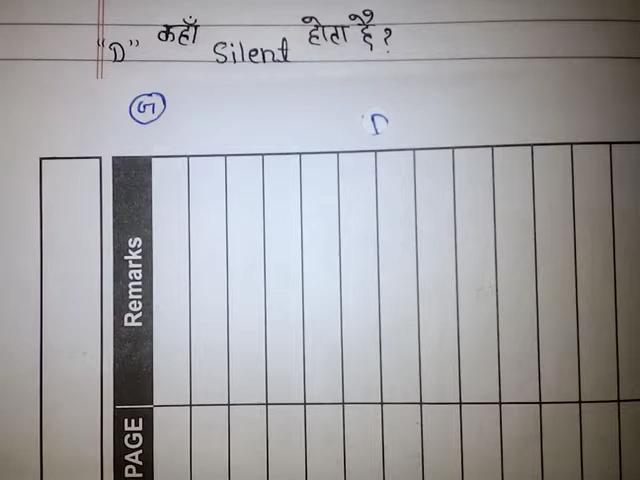 "D" कहाँ Silent होता है?
ज
Remarks
PAGE